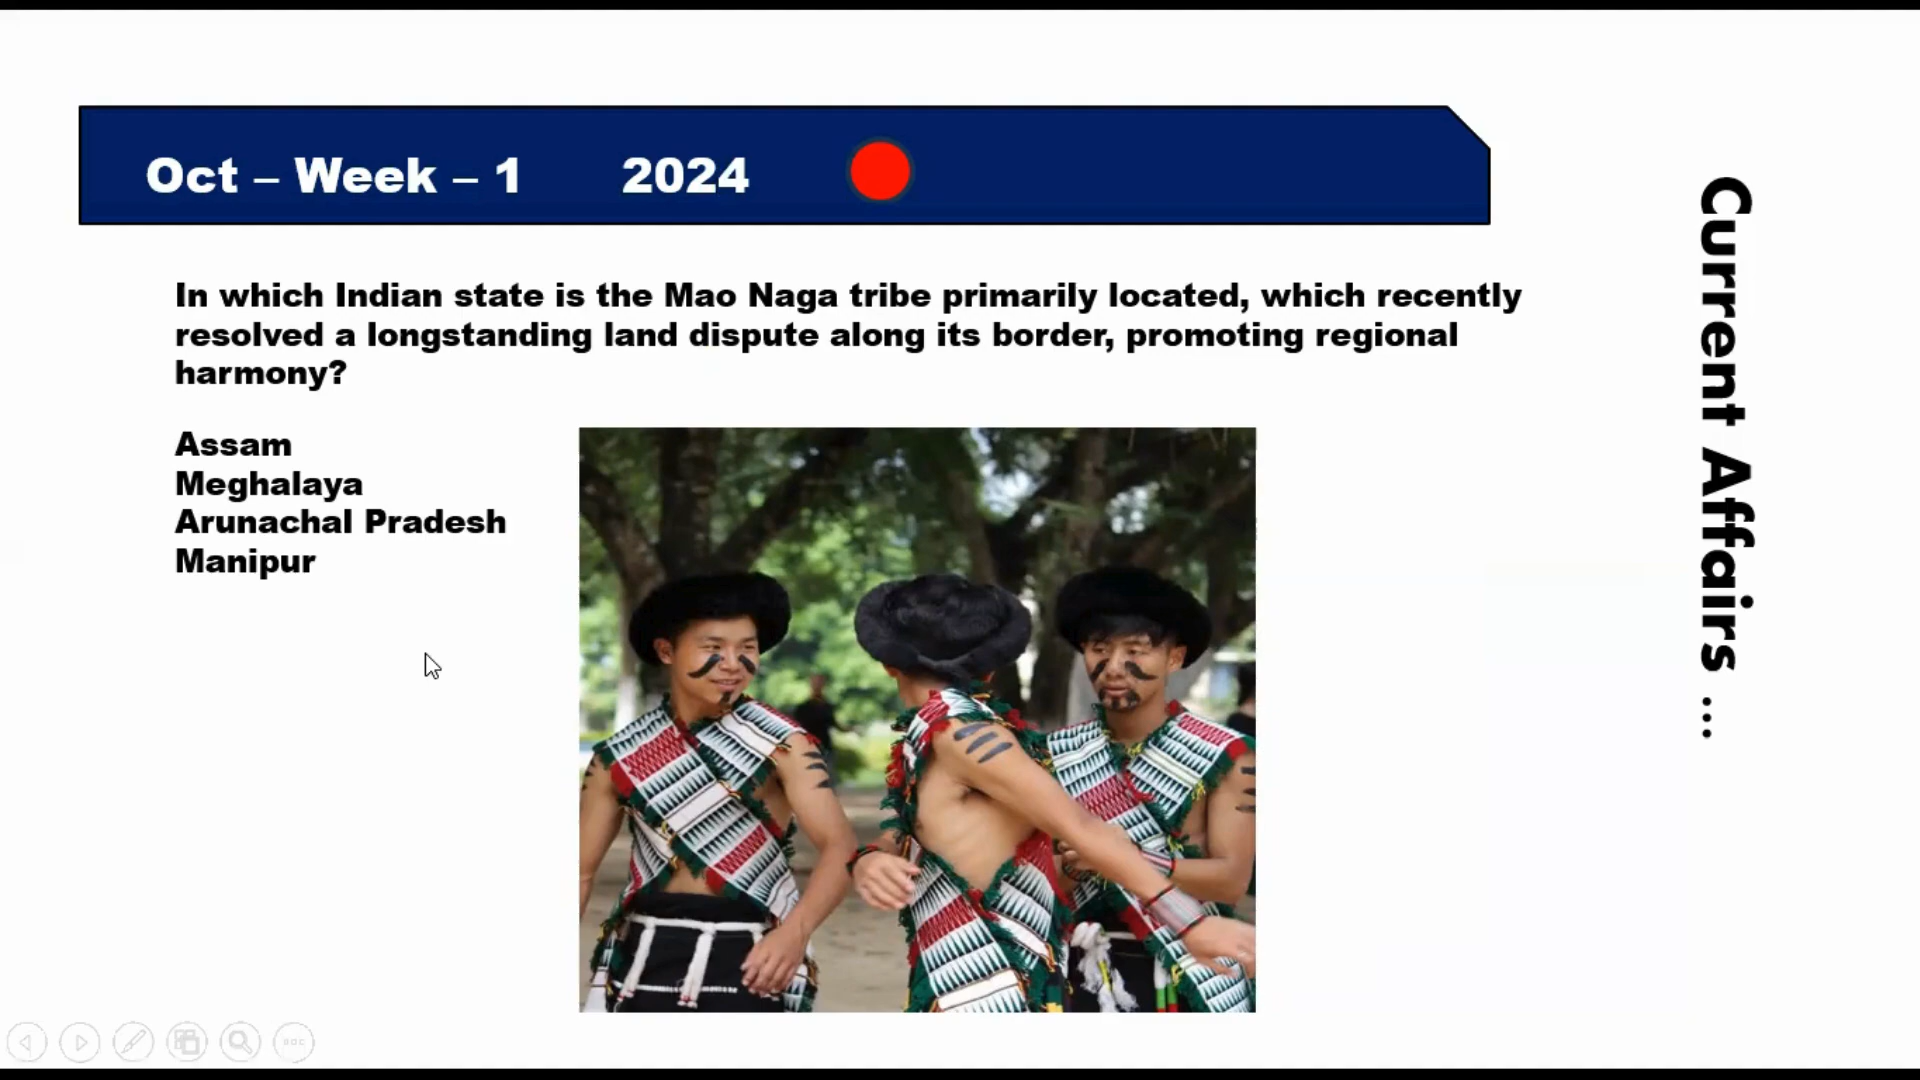 Oct – Week – 1 2024
In which Indian state is the Mao Naga tribe primarily located, which recently
resolved a longstanding land dispute along its border, promoting regional
harmony?
Assam
Meghalaya
Arunachal Pradesh
Manipur
Current Affairs ...